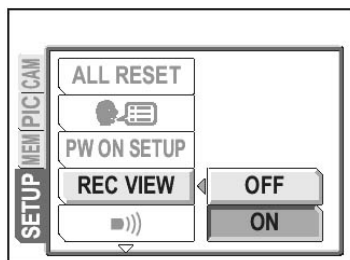 CAM
PIC
MEM
SETUP
ALL RESET
PW ON SETUP
REC VIEW
OFF
ON